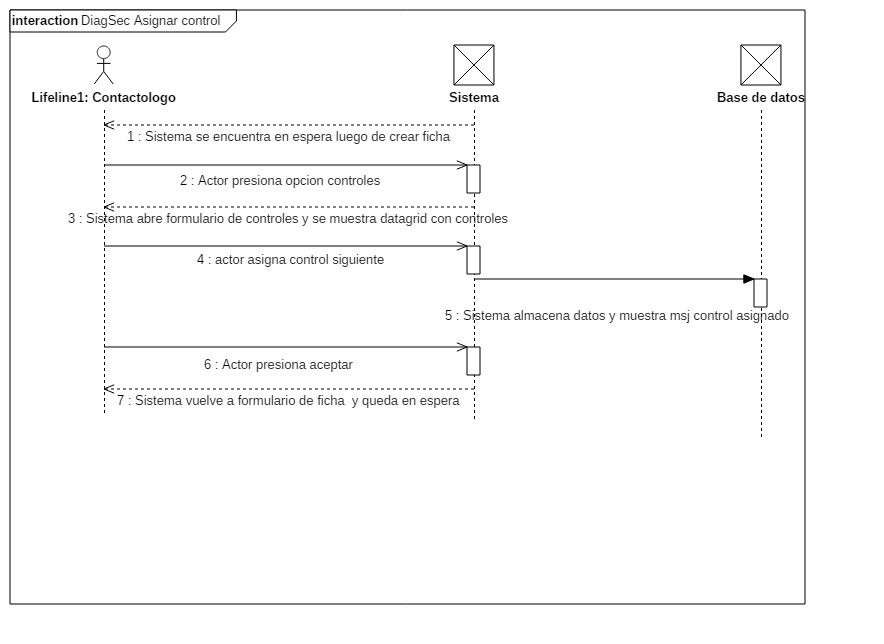 interaction DiagSec Asignar control
Lifeline1: Contactologo
Sistema
Base de datos
1 : Sistema se encuentra en espera luego de crear ficha
2 : Actor presiona opcion controles
3 : Sistema abre formulario de controles y se muestra datagrid con controles
4 : actor asigna control siguiente
5 : Sistema almacena datos y muestra msj control asignado
6 : Actor presiona aceptar
7 : Sistema vuelve a formulario de ficha  y queda en espera